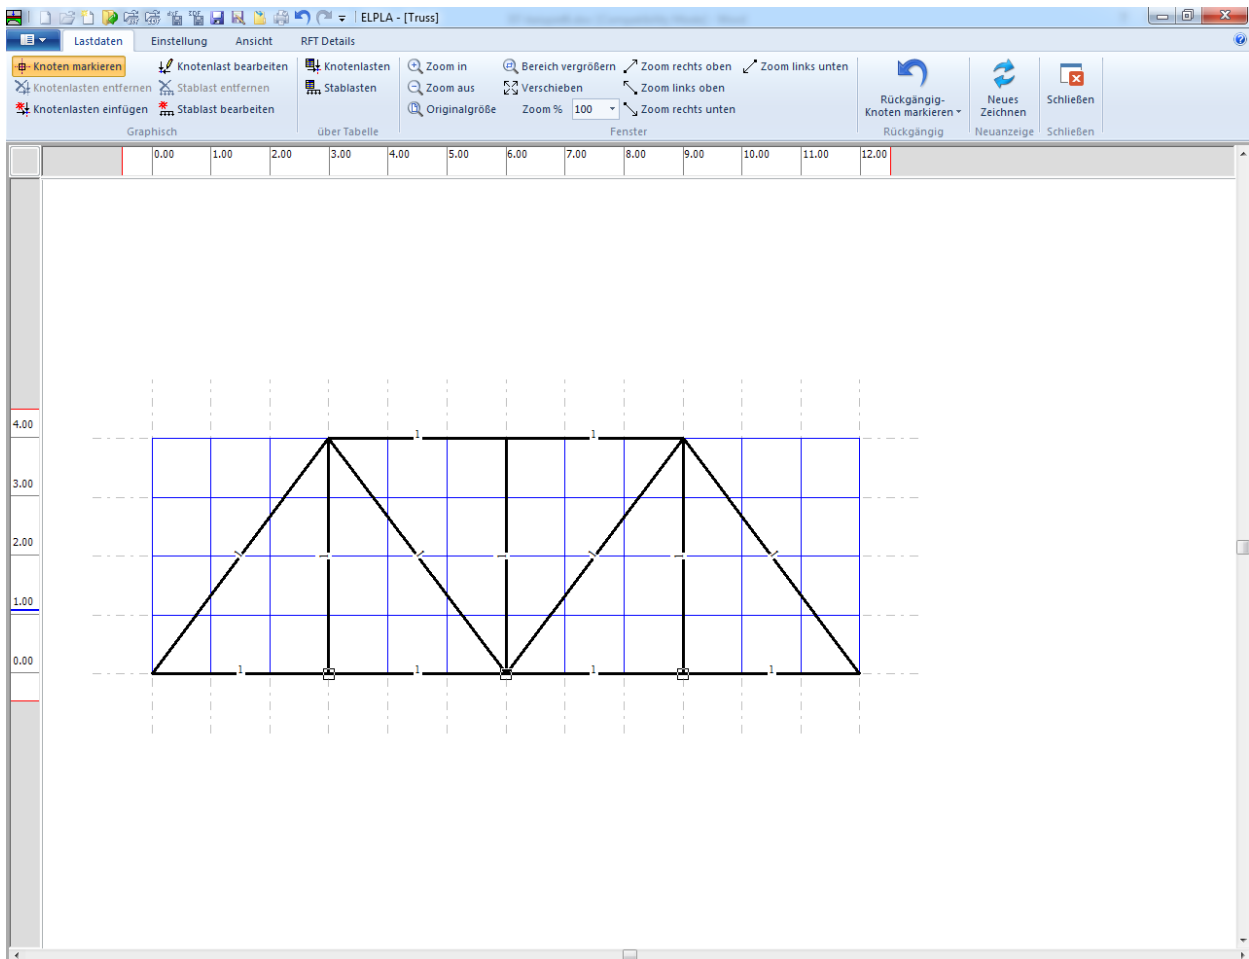 ELPLA - [Truss]
Lastdaten Einstellung Ansicht RFT Details
Knoten markieren Knotenlast bearbeiten Knotenlasten Zoom in Bereich vergrößern Zoom rechts oben Zoom links unten
Knotenlasten entfernen Stablast entfernen Stablasten Zoom aus Verschieben Zoom links oben
Knotenlasten einfügen Stablast bearbeiten Originalgröße Zoom % 100 Zoom rechts unten
Rückgängig-
Knoten markieren
Neues
Zeichnen
Schließen
Graphisch über Tabelle Fenster Rückgängig Neuanzeige Schließen
0.00 1.00 2.00 3.00 4.00 5.00 6.00 7.00 8.00 9.00 10.00 11.00 12.00
4.00
3.00
2.00
1.00
0.00
1 1
1 1 1 1 1
1 1 1 1